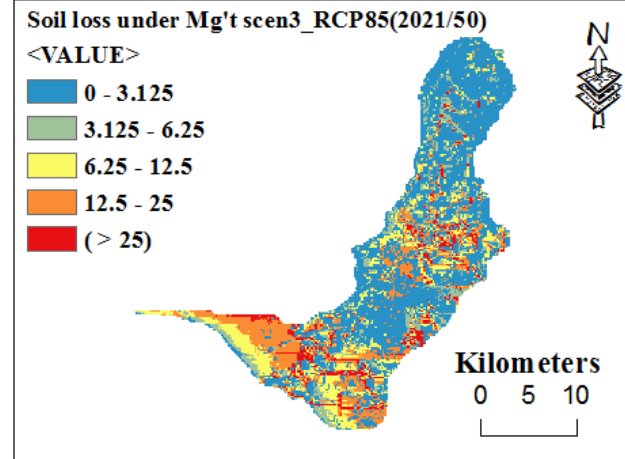 Soil loss under Mg't scen3_RCP85(2021/50)
<VALUE>
0 - 3.125
3.125 - 6.25
6.25 - 12.5
12.5 - 25
( > 25)
N
Kilometers
0 5 10